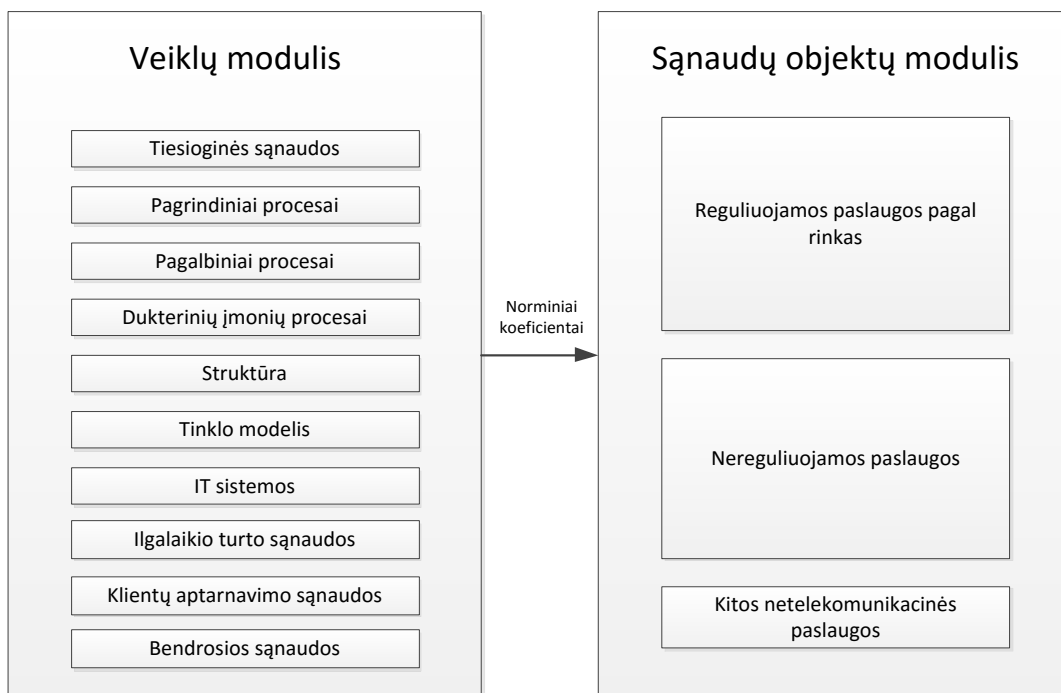 Veiklų modulis
Tiesioginės sąnaudos
Pagrindiniai procesai
Pagalbiniai procesai
Dukterinių įmonių procesai
Struktūra
Tinklo modelis
IT sistemos
Ilgalaikio turto sąnaudos
Klientų aptarnavimo sąnaudos
Bendrosios sąnaudos
Norminiai
koeficientai
Sąnaudų objektų modulis
Reguliuojamos paslaugos pagal
rinkas
Nereguliuojamos paslaugos
Kitos netelekomunikacinės
paslaugos